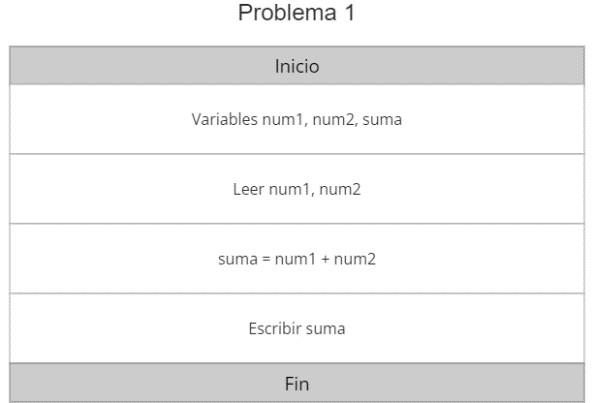 Problema 1
Inicio
Variables num1, num2, suma
Leer num1, num2
suma = num1 + num2
Escribir suma
Fin